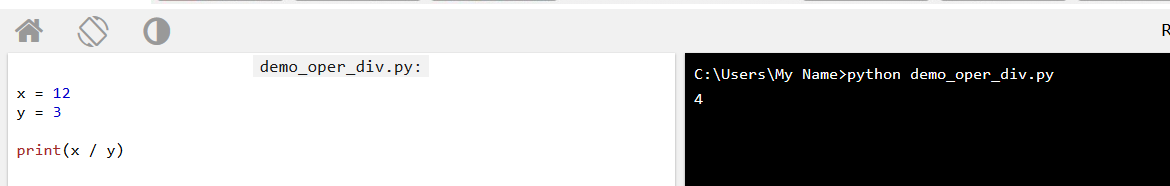 R
demo_oper_div.py:
x = 12
y = 3
print(x / y)
C:\Users\My Name>python demo_oper_div.py
4